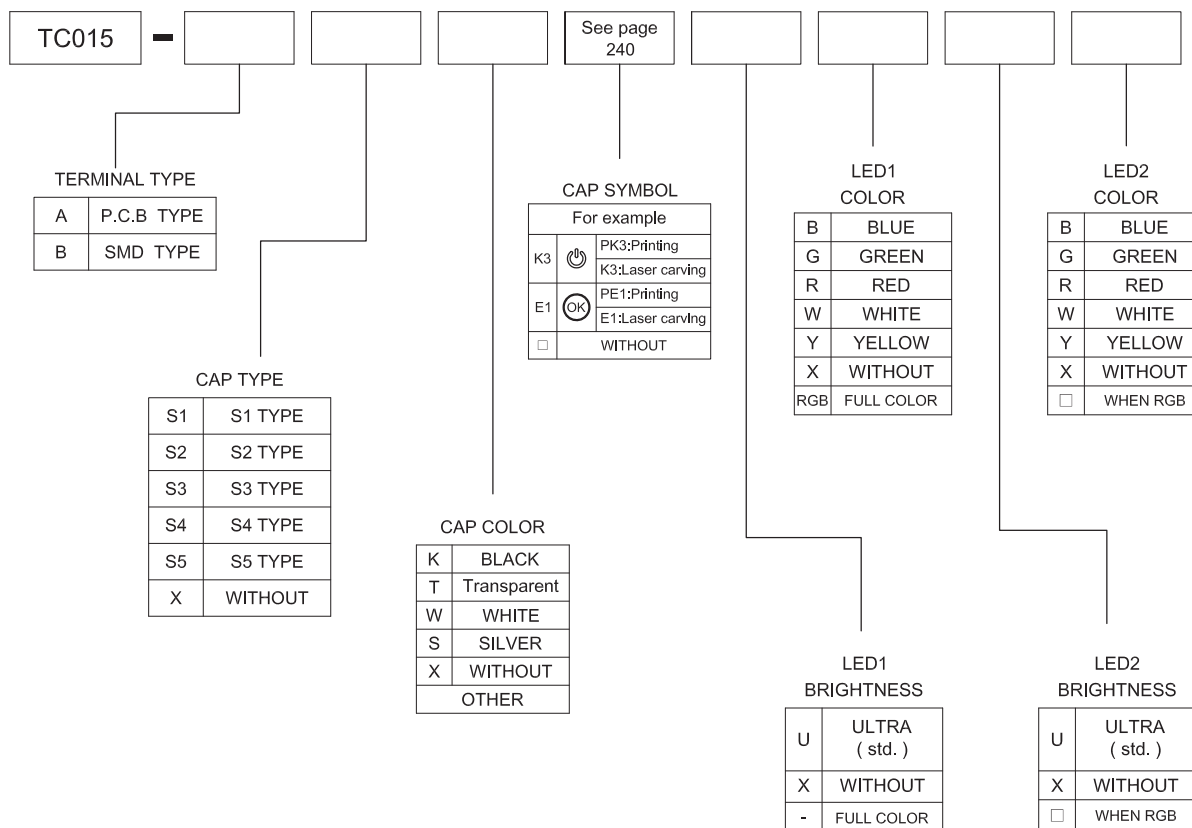 TC015 -
See page
240
TERMINAL TYPE
A P.C.B TYPE
B SMD TYPE
CAP TYPE
S1 S1 TYPE
S2 S2 TYPE
S3 S3 TYPE
S4 S4 TYPE
S5 S5 TYPE
X WITHOUT
CAP COLOR
K BLACK
T Transparent
W WHITE
S SILVER
X WITHOUT
OTHER
CAP SYMBOL
For example
K3 PK3:Printing
K3:Laser carving
E1 OK PE1:Printing
E1:Laser carving
□ WITHOUT
LED1
BRIGHTNESS
U ULTRA
( std. )
X WITHOUT
- FULL COLOR
LED1
COLOR
B BLUE
G GREEN
R RED
W WHITE
Y YELLOW
X WITHOUT
RGB FULL COLOR
LED2
BRIGHTNESS
U ULTRA
( std. )
X WITHOUT
□ WHEN RGB
LED2
COLOR
B BLUE
G GREEN
R RED
W WHITE
Y YELLOW
X WITHOUT
□ WHEN RGB